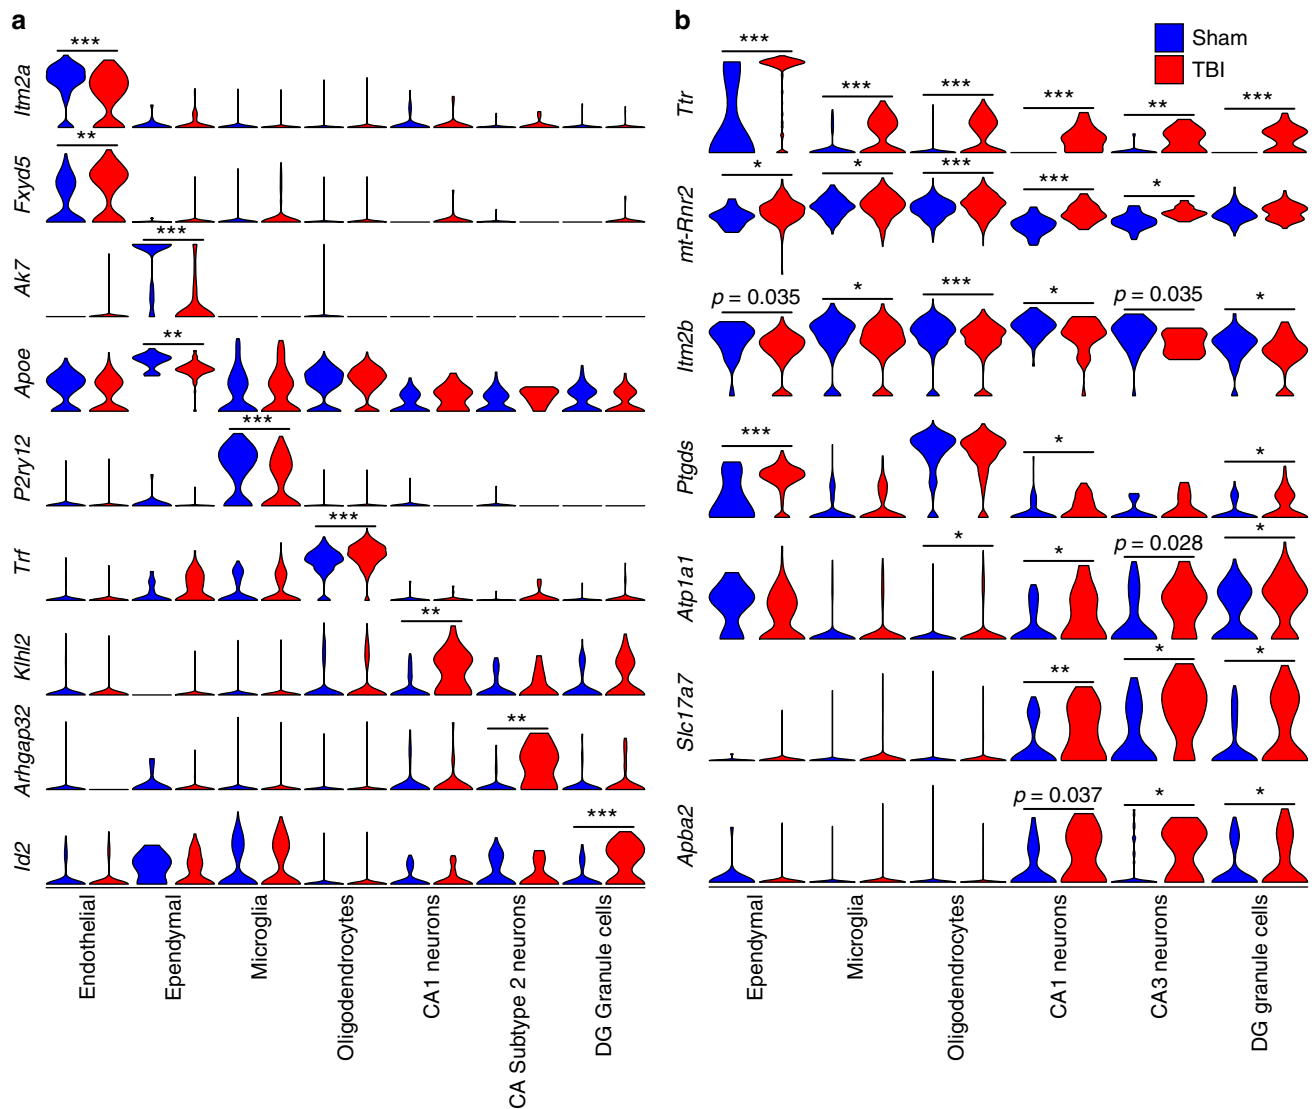 a
Itm2a
***
Fxyd5
**
Ak7
***
Apoe
**
P2ry12
***
Trf
***
Klhl2
**
Arhgap32
**
Id2
***
Endothelial
Ependymal
Microglia
Oligodendrocytes
CA1 neurons
CA Subtype 2 neurons
DG Granule cells
b
Sham
TBI
Ttr
*** *** *** *** ** ***
mt-Rnr2
* * *** *** *
Itm2b
p = 0.035 * *** * p = 0.035 *
Ptgds
*** * *
Atp1a1
* * p = 0.028 *
Slc17a7
** * *
Apba2
p = 0.037 * *
Ependymal
Microglia
Oligodendrocytes
CA1 neurons
CA3 neurons
DG granule cells